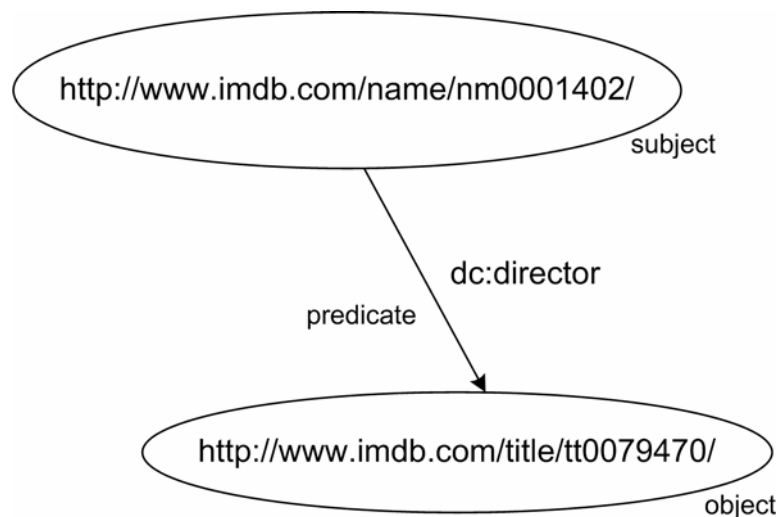 http://www.imdb.com/name/nm0001402/
subject
dc:director
predicate
http://www.imdb.com/title/tt0079470/
object